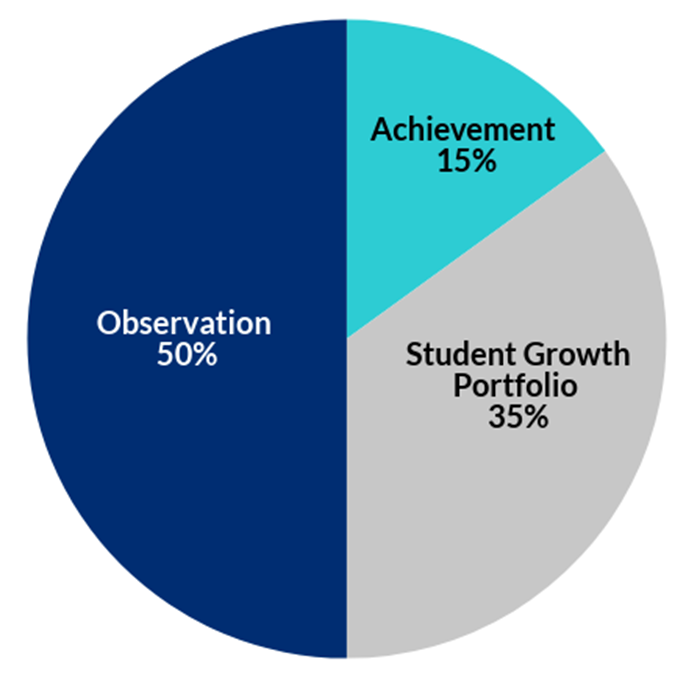 Achievement
15%
Observation
50%
Student Growth
Portfolio
35%